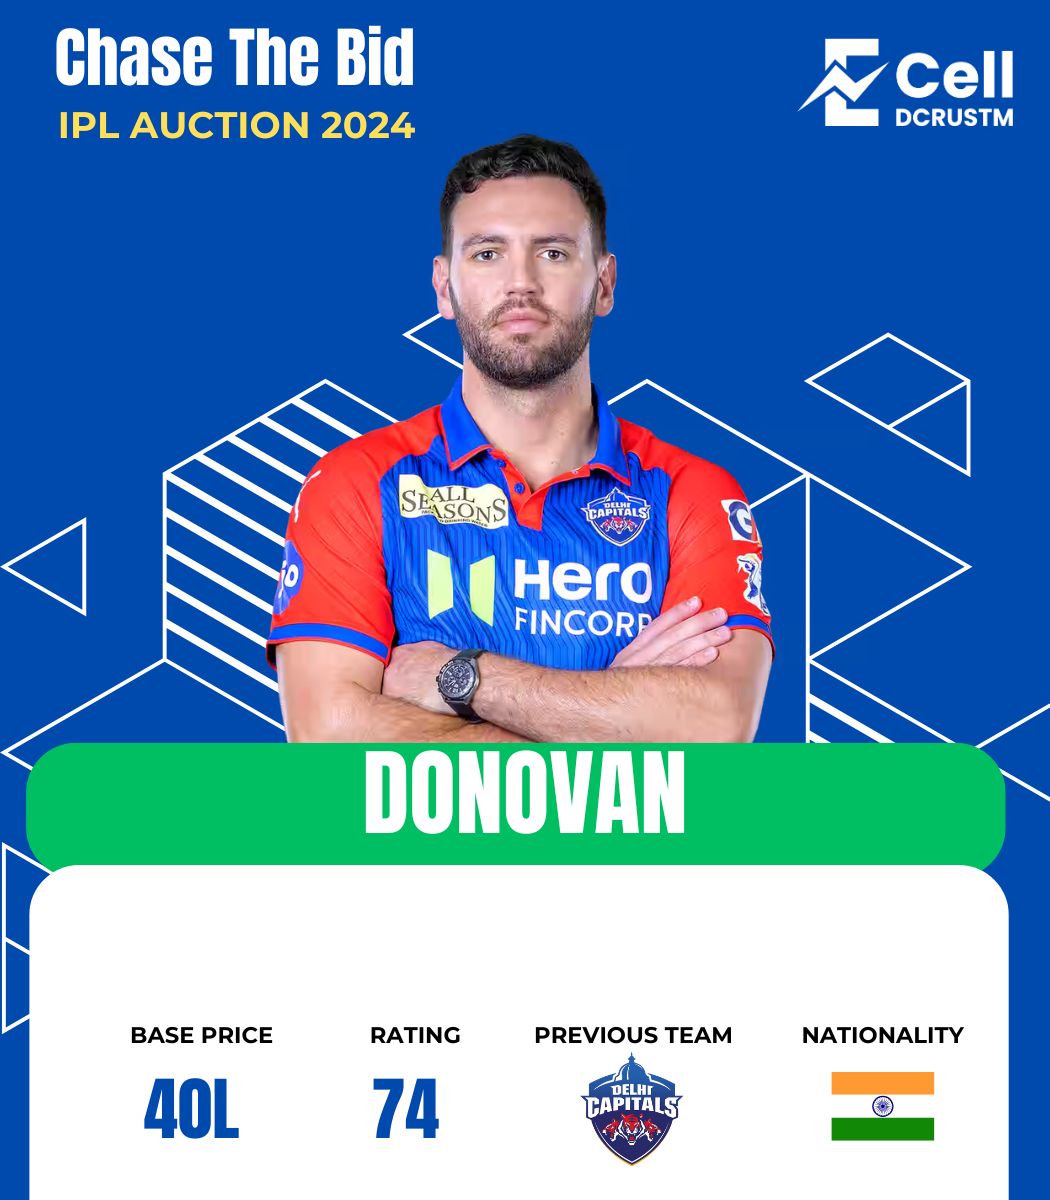 Chase The Bid
IPL AUCTION 2024
Cell
DCRUSTM
SEALL
SEASONS
DELHI
CAPITALS
Hero
FINCORP
DONOVAN
BASE PRICE
RATING
PREVIOUS TEAM
NATIONALITY
40L
74
DELHI
CAPITALS